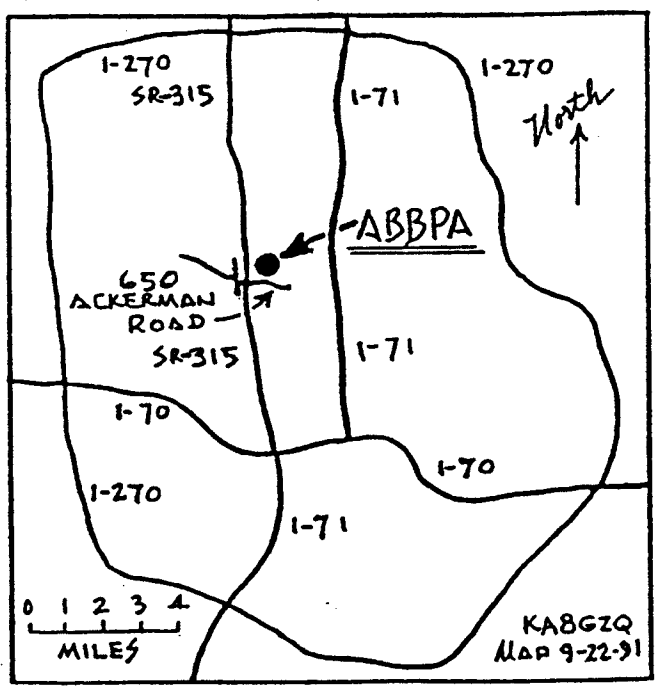 I-270
SR-315
I-71
I-270
North
ABBPA
650
ACKERMAN
ROAD
SR-315
I-71
I-70
I-70
I-270
I-71
0 1 2 3 4
MILES
KA8GZQ
MAP 9-22-91